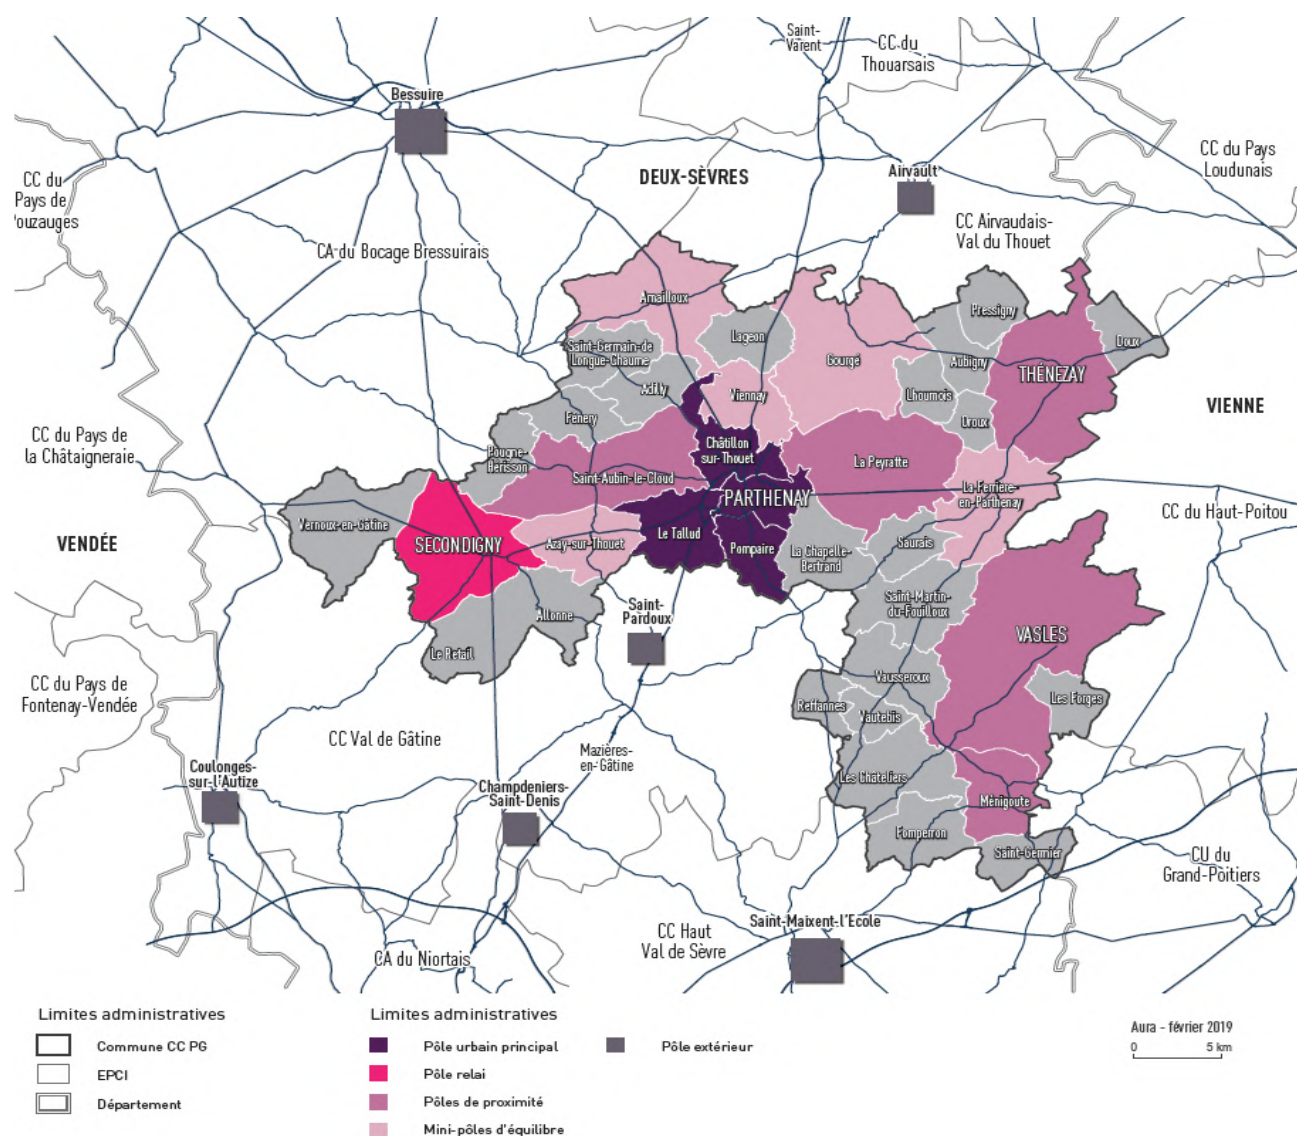 Saint-
Varent
CC du
Thouarsais
Bessuire
CC du Pays
Loudunais
DEUX-SÈVRES
Airvault
CC du
Pays de
Pouzauges
CC Airvaudais-
Val du Thouet
CA du Bocage Bressuirais
Amailloux
Pressigny
Lageon
Doux
Saint-Germain-de
Longue-Chaume
Gourgé
Aubigny
THÉNEZAY
Adilly
Viennay
Lhoumois
VIENNE
Fenery
Oroux
CC du Pays de
la Châtaigneraie
Châtillon
sur-Thouet
Pougne-
Hérisson
La Peyratte
Saint-Aubin-le-Cloud
La-Ferrière-
en-Parthenay
PARTHENAY
CC du Haut-Poitou
Vernoux-en-Gâtine
VENDÉE
SECONDIGNY
Azay-sur-Thouet
Le Tallud
Pompaire
La Chapelle-
Bertrand
Saurais
Saint-Martin-
du-Fouilloux
Allonne
Saint-
Pardoux
VASLES
Le Retail
Vausseroux
CC du Pays de
Fontenay-Vendée
Les Forges
Reffannes
Vautebis
CC Val de Gâtine
Mazières-
en-Gâtine
Coulonges-
sur-l'Autize
Les Châteliers
Champdeniers-
Saint-Denis
Ménigoute
Fomperron
Saint-Germier
CU du
Grand-Poitiers
Saint-Maixent-l'Ecole
CC Haut
Val de Sèvre
CA du Niortais
Limites administratives
Commune CC PG
EPCI
Département
Limites administratives
Pôle urbain principal
Pôle relai
Pôles de proximité
Mini-pôles d'équilibre
Pôle extérieur
Aura - février 2019
0 5 km